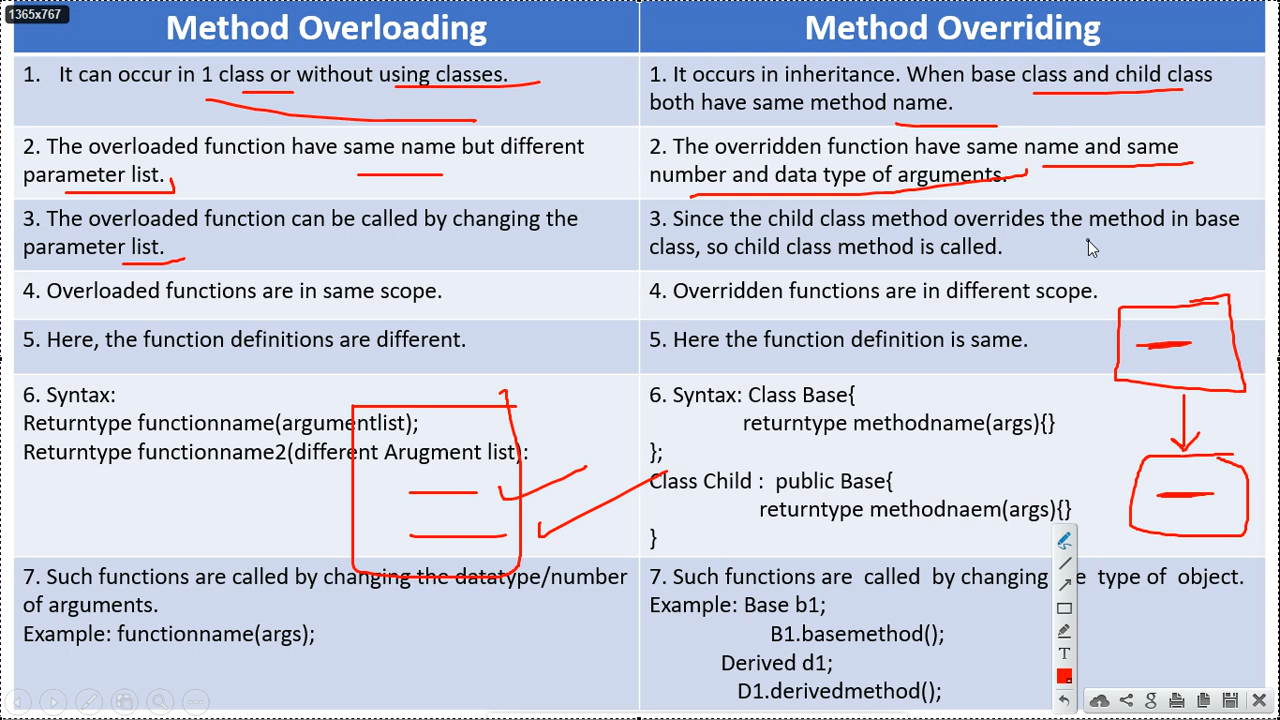 1365x767
Method Overloading
Method Overriding
1. It can occur in 1 class or without using classes.
1. It occurs in inheritance. When base class and child class
both have same method name.
2. The overloaded function have same name but different
parameter list.
2. The overridden function have same name and same
number and data type of arguments.
3. The overloaded function can be called by changing the
parameter list.
3. Since the child class method overrides the method in base
class, so child class method is called.
4. Overloaded functions are in same scope.
4. Overridden functions are in different scope.
5. Here, the function definitions are different.
5. Here the function definition is same.
6. Syntax:
Returntype functionname(argumentlist);
Returntype functionname2(different Arugment list):
6. Syntax: Class Base{
returntype methodname(args){}
};
Class Child : public Base{
returntype methodnaem(args){}
}
7. Such functions are called by changing the datatype/number
of arguments.
Example: functionname(args);
7. Such functions are called by changing type of object.
Example: Base b1;
B1.basemethod();
Derived d1;
D1.derivedmethod();